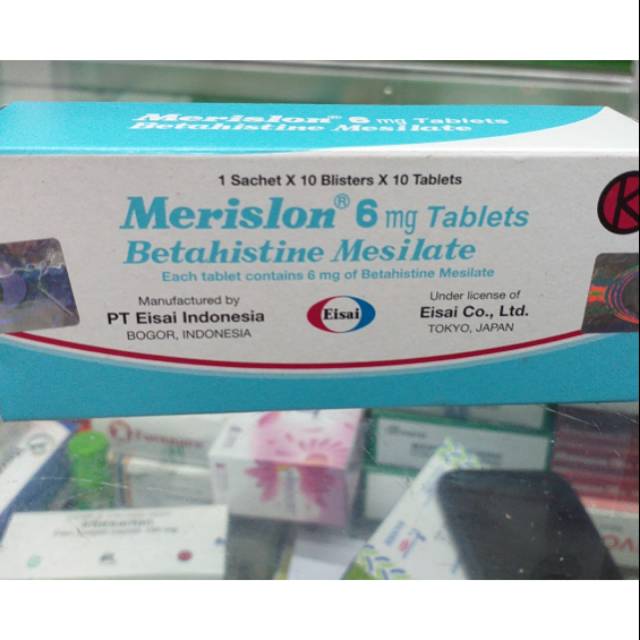 Merislon® 6 mg Tablets
Betahistine Mesilate
1 Sachet X 10 Blisters X 10 Tablets
Merislon® 6 mg Tablets
Betahistine Mesilate
Each tablet contains 6 mg of Betahistine Mesilate
Manufactured by
PT Eisai Indonesia
BOGOR, INDONESIA
Eisai
Under license of
Eisai Co., Ltd.
TOKYO, JAPAN
K